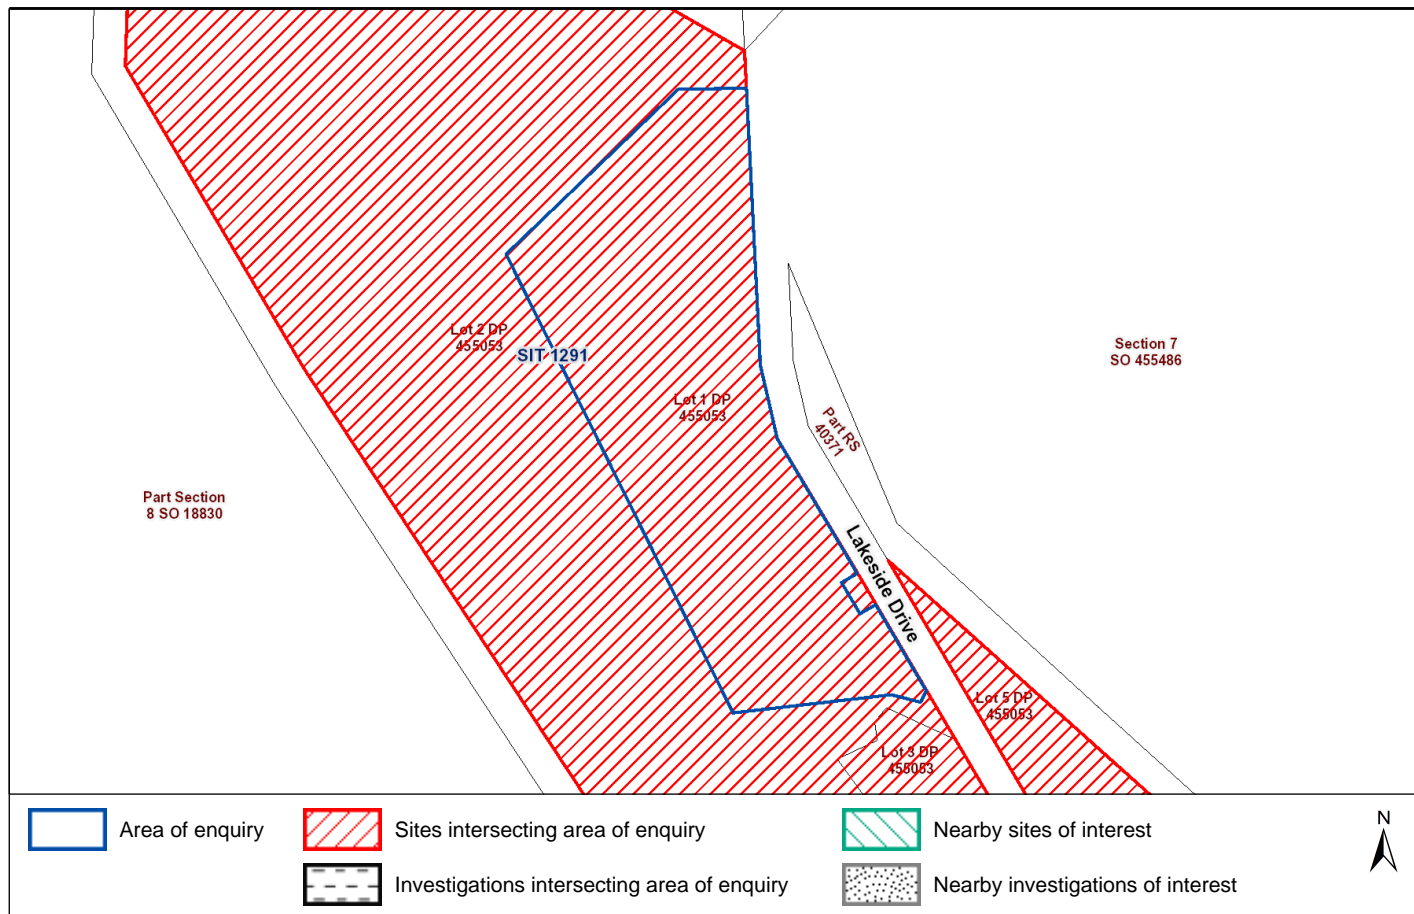 Lot 2 DP
455053
SIT 1291
Section 7
SO 455486
Lot 1 DP
455053
Part RS
40371
Part Section
8 SO 18830
Lakeside Drive
Lot 5 DP
455053
Lot 3 DP
455053
Area of enquiry
Sites intersecting area of enquiry
Nearby sites of interest
N
Investigations intersecting area of enquiry
Nearby investigations of interest